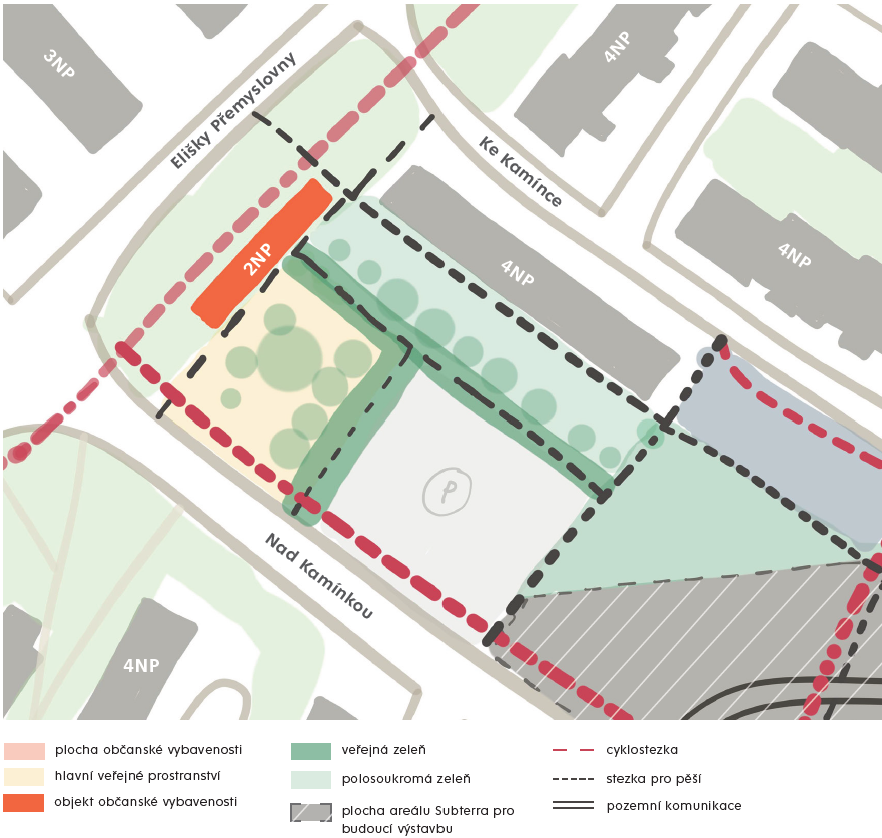 3NP
4NP
Elišky Přemyslovny
Ke Kamínce
2NP
4NP
4NP
P
Nad Kamínkou
4NP
plocha občanské vybavenosti
hlavní veřejné prostranství
objekt občanské vybavenosti
veřejná zeleň
polosoukromá zeleň
plocha areálu Subterra pro
budoucí výstavbu
cyklostezka
stezka pro pěší
pozemní komunikace